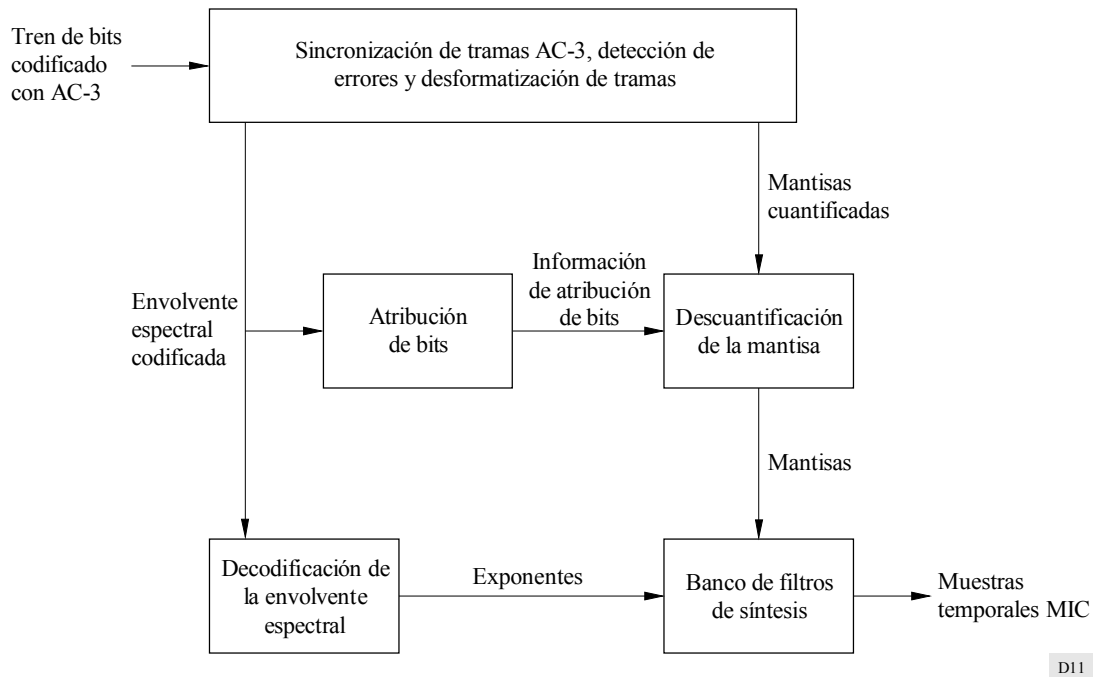 Tren de bits
codificado
con AC-3
Sincronización de tramas AC-3, detección de
errores y desformatización de tramas
Mantisas
cuantificadas
Envolvente
espectral
codificada
Atribución
de bits
Información
de atribución
de bits
Descuantificación
de la mantisa
Mantisas
Decodificación de
la envolvente
espectral
Exponentes
Banco de filtros
de síntesis
Muestras
temporales MIC
D11